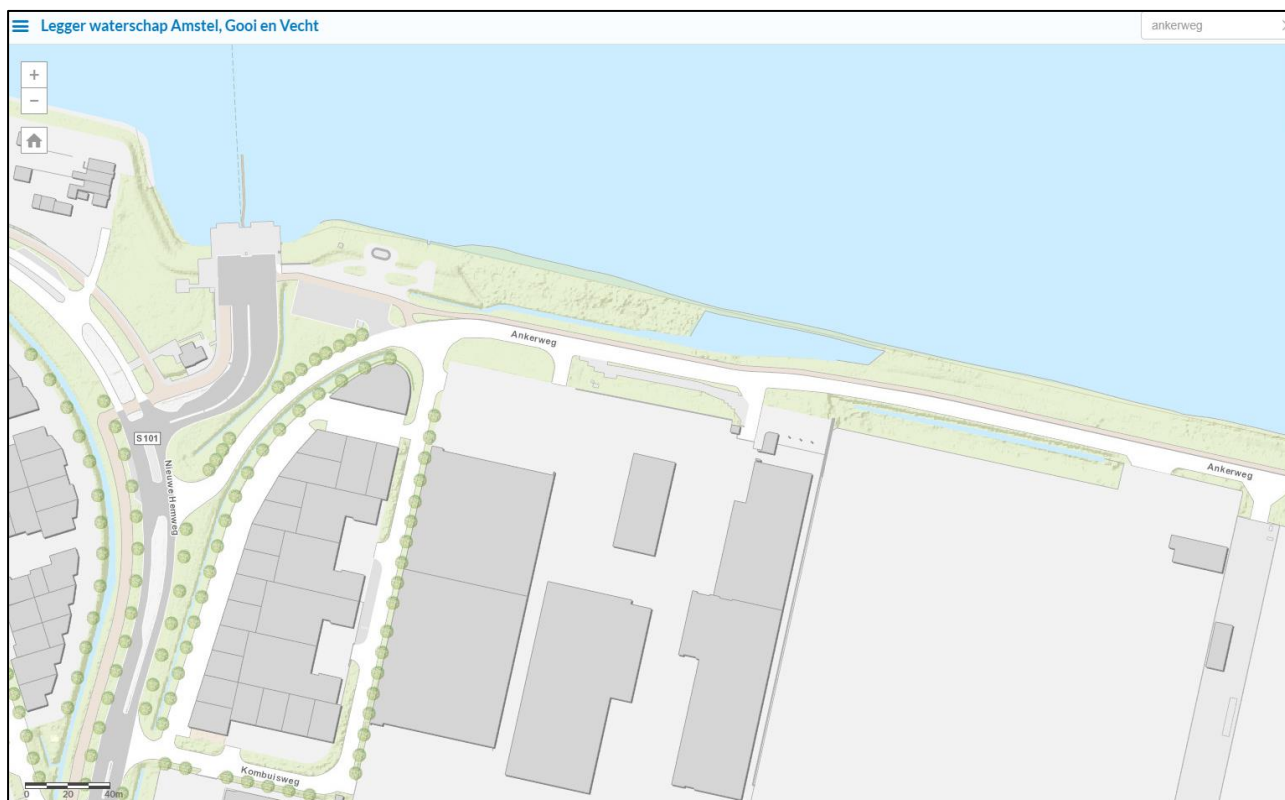 Legger waterschap Amstel, Gooi en Vecht
ankerweg
+
−
Ankerweg
S101
Nieuwe Hemweg
Ankerweg
Kombuisweg
0 20 40m